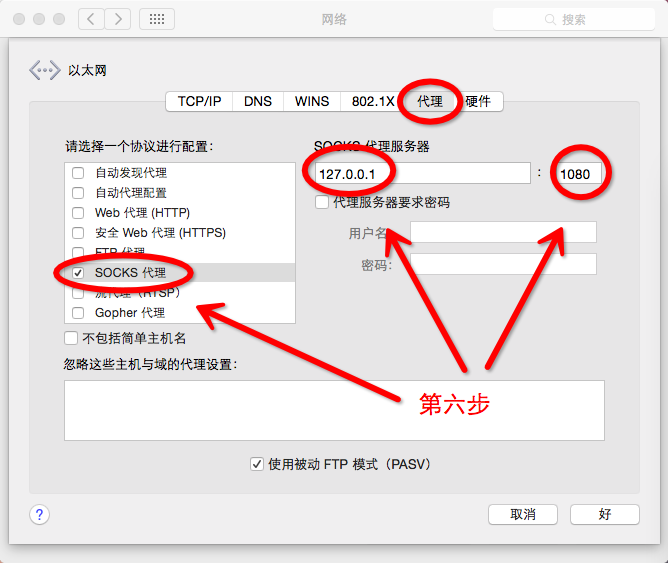 网络
搜索
以太网
TCP/IP DNS WINS 802.1X 代理 硬件
请选择一个协议进行配置：
自动发现代理
自动代理配置
Web 代理 (HTTP)
安全 Web 代理 (HTTPS)
FTP 代理
SOCKS 代理
流代理（RTSP）
Gopher 代理
不包括简单主机名
SOCKS 代理服务器
127.0.0.1 : 1080
代理服务器要求密码
用户名
密码：
忽略这些主机与域的代理设置：
第六步
使用被动 FTP 模式（PASV）
?
取消
好